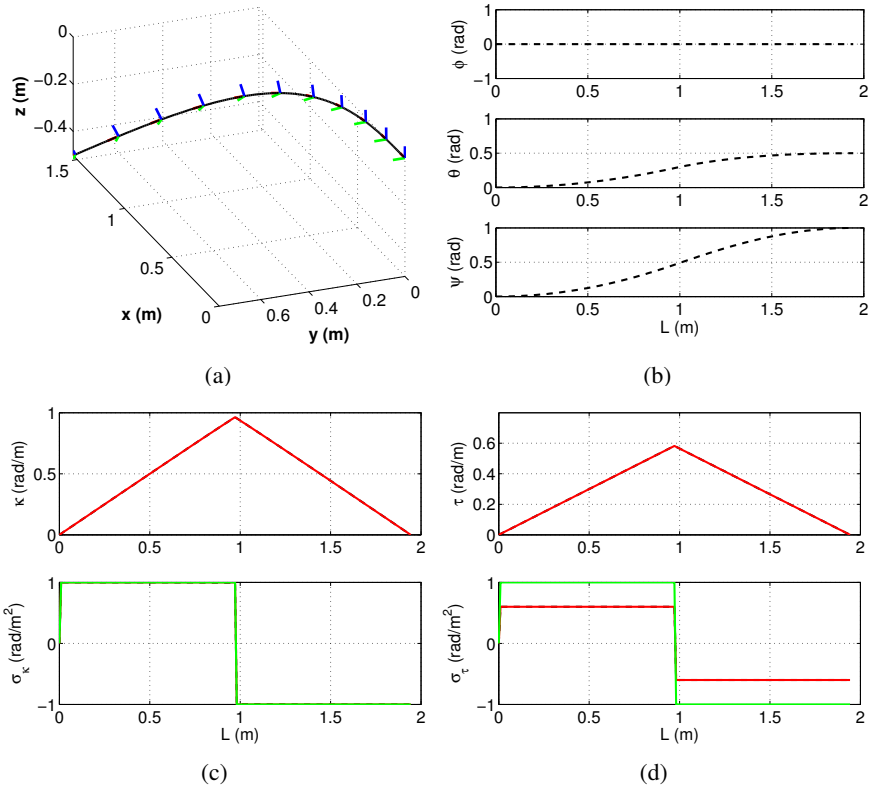 0
−0.2
−0.4
z (m)
1.5
1
0.5
0
x (m)
0.6
0.4
0.2
0
y (m)
(a)
1
0
−1
ϕ (rad)
0 0.5 1 1.5 2
1
0.5
0
θ (rad)
0 0.5 1 1.5 2
1
0.5
0
ψ (rad)
0 0.5 1 1.5 2
L (m)
(b)
1
0.5
0
κ (rad/m)
0 0.5 1 1.5 2
1
0
−1
σκ (rad/m²)
0 0.5 1 1.5 2
L (m)
(c)
0.6
0.4
0.2
0
τ (rad/m)
0 0.5 1 1.5 2
1
0
−1
στ (rad/m²)
0 0.5 1 1.5 2
L (m)
(d)